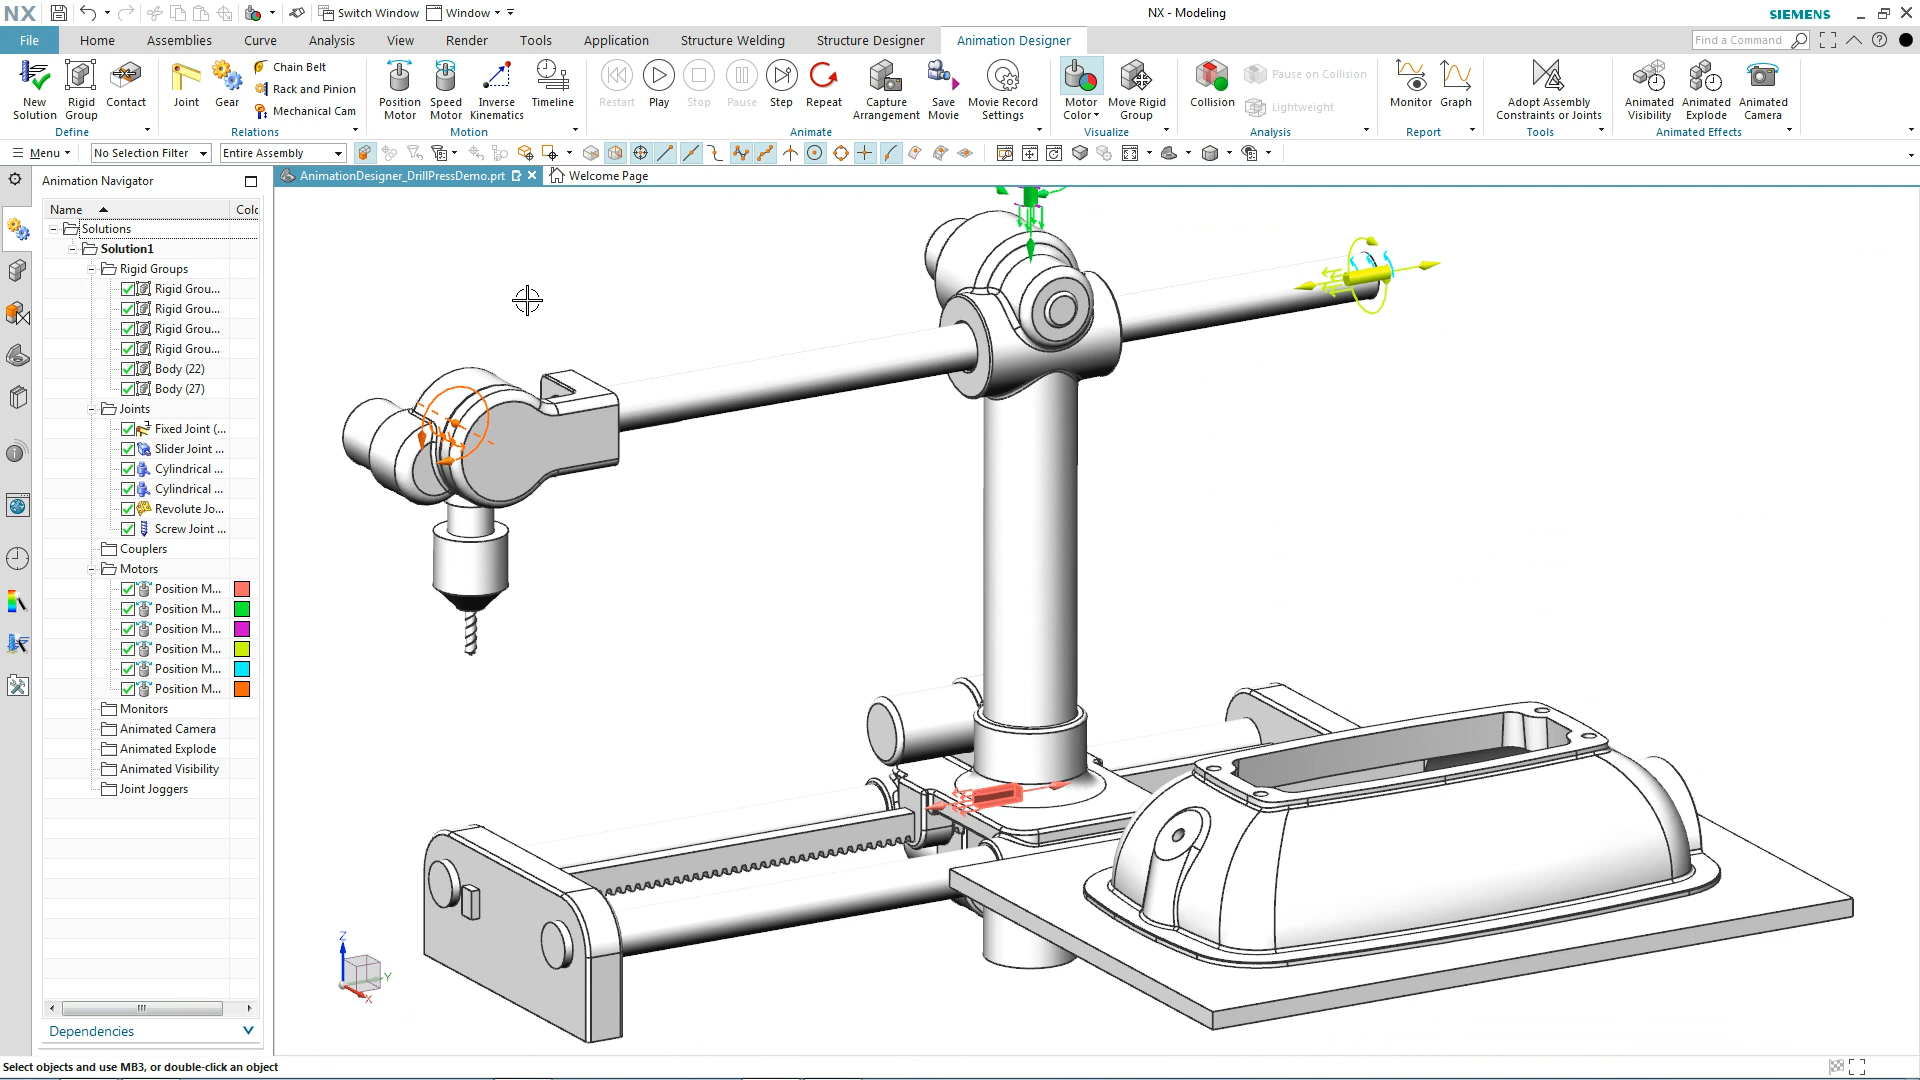 NX Switch Window Window NX - Modeling SIEMENS
File Home Assemblies Curve Analysis View Render Tools Application Structure Welding Structure Designer Animation Designer Find a Command
New Solution
Rigid Group
Contact
Define
Joint
Gear
Chain Belt
Rack and Pinion
Mechanical Cam
Relations
Position Motor
Speed Motor
Inverse Kinematics
Timeline
Motion
Restart
Play
Stop
Pause
Step
Repeat
Capture Arrangement
Save Movie
Movie Record Settings
Animate
Motor Color
Move Rigid Group
Visualize
Collision
Pause on Collision
Lightweight
Analysis
Monitor
Graph
Report
Adopt Assembly Constraints or Joints
Tools
Animated Visibility
Animated Explode
Animated Camera
Animated Effects
Menu No Selection Filter Entire Assembly
Animation Navigator
AnimationDesigner_DrillPressDemo.prt Welcome Page
Name Colo
Solutions
Solution1
Rigid Groups
Rigid Grou...
Rigid Grou...
Rigid Grou...
Rigid Grou...
Body (22)
Body (27)
Joints
Fixed Joint (...
Slider Joint ...
Cylindrical ...
Cylindrical ...
Revolute Jo...
Screw Joint ...
Couplers
Motors
Position M...
Position M...
Position M...
Position M...
Position M...
Position M...
Monitors
Animated Camera
Animated Explode
Animated Visibility
Joint Joggers
Z
Y
X
Dependencies
Select objects and use MB3, or double-click an object